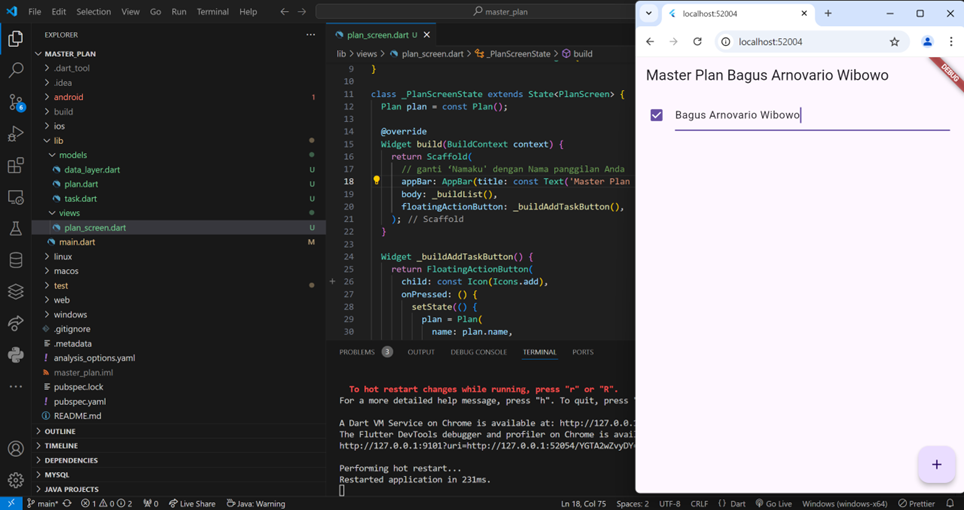 File Edit Selection View Go Run Terminal Help
master_plan
EXPLORER
MASTER_PLAN
.dart_tool
.idea
android 1
build
ios
lib
models
data_layer.dart U
plan.dart U
task.dart U
views
plan_screen.dart U
main.dart M
linux
macos
test
web
windows
.gitignore
.metadata
analysis_options.yaml
master_plan.iml
pubspec.lock
pubspec.yaml
README.md
OUTLINE
TIMELINE
DEPENDENCIES
MYSQL
JAVA PROJECTS
6
plan_screen.dart U
lib > views > plan_screen.dart > _PlanScreenState > build
9 }
10
11 class _PlanScreenState extends State<PlanScreen> {
12 Plan plan = const Plan();
13
14 @override
15 Widget build(BuildContext context) {
16 return Scaffold(
17 // ganti 'Namaku' dengan Nama panggilan Anda
18 appBar: AppBar(title: const Text('Master Plan
19 body: _buildList(),
20 floatingActionButton: _buildAddTaskButton(),
21 ); // Scaffold
22 }
23
24 Widget _buildAddTaskButton() {
25 return FloatingActionButton(
26 child: const Icon(Icons.add),
27 onPressed: () {
28 setState(() {
29 plan = Plan(
30 name: plan.name,
PROBLEMS 3 OUTPUT DEBUG CONSOLE TERMINAL PORTS
To hot restart changes while running, press "r" or "R".
For a more detailed help message, press "h". To quit, press
A Dart VM Service on Chrome is available at: http://127.0.0.1
The Flutter DevTools debugger and profiler on Chrome is avai
http://127.0.0.1:9101?uri=http://127.0.0.1:52054/YGTA2wZvyDY
Performing hot restart...
Restarted application in 231ms.
main* 1 0 2 0 Live Share Java: Warning Ln 18, Col 75 Spaces: 2 UTF-8 CRLF Dart Go Live Windows (windows-x64) Prettier
localhost:52004
localhost:52004
DEBUG
Master Plan Bagus Arnovario Wibowo
Bagus Arnovario Wibowo